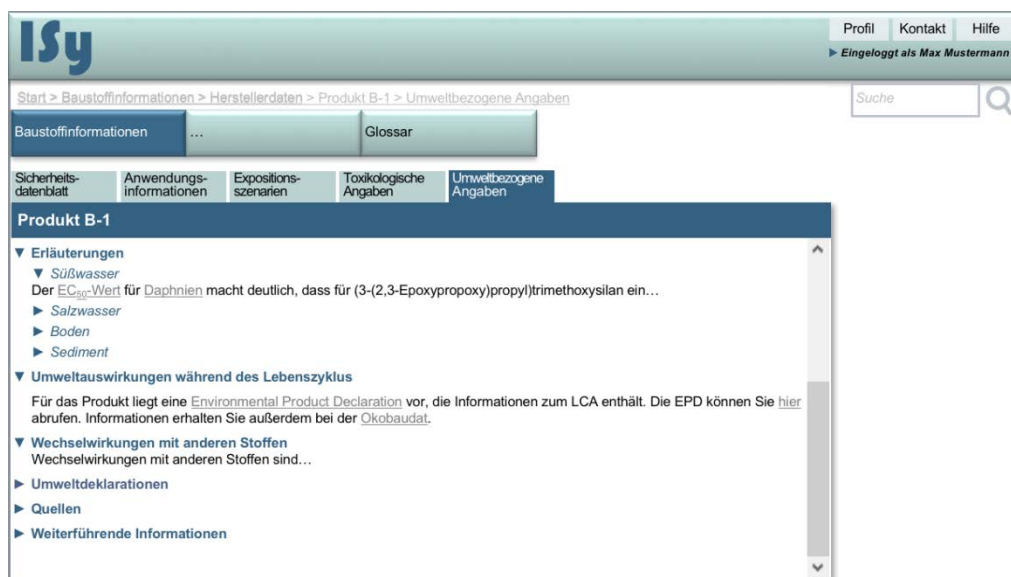 ISy
Profil Kontakt Hilfe
Eingeloggt als Max Mustermann
Start > Baustoffinformationen > Herstellerdaten > Produkt B-1 > Umweltbezogene Angaben
Suche
Baustoffinformationen ... Glossar
Sicherheits-
datenblatt
Anwendungs-
informationen
Expositions-
szenarien
Toxikologische
Angaben
Umweltbezogene
Angaben
Produkt B-1
Erläuterungen
Süßwasser
Der EC50-Wert für Daphnien macht deutlich, dass für (3-(2,3-Epoxypropoxy)propyl)trimethoxysilan ein…
Salzwasser
Boden
Sediment
Umweltauswirkungen während des Lebenszyklus
Für das Produkt liegt eine Environmental Product Declaration vor, die Informationen zum LCA enthält. Die EPD können Sie hier
abrufen. Informationen erhalten Sie außerdem bei der Okobaudat.
Wechselwirkungen mit anderen Stoffen
Wechselwirkungen mit anderen Stoffen sind…
Umweltdeklarationen
Quellen
Weiterführende Informationen